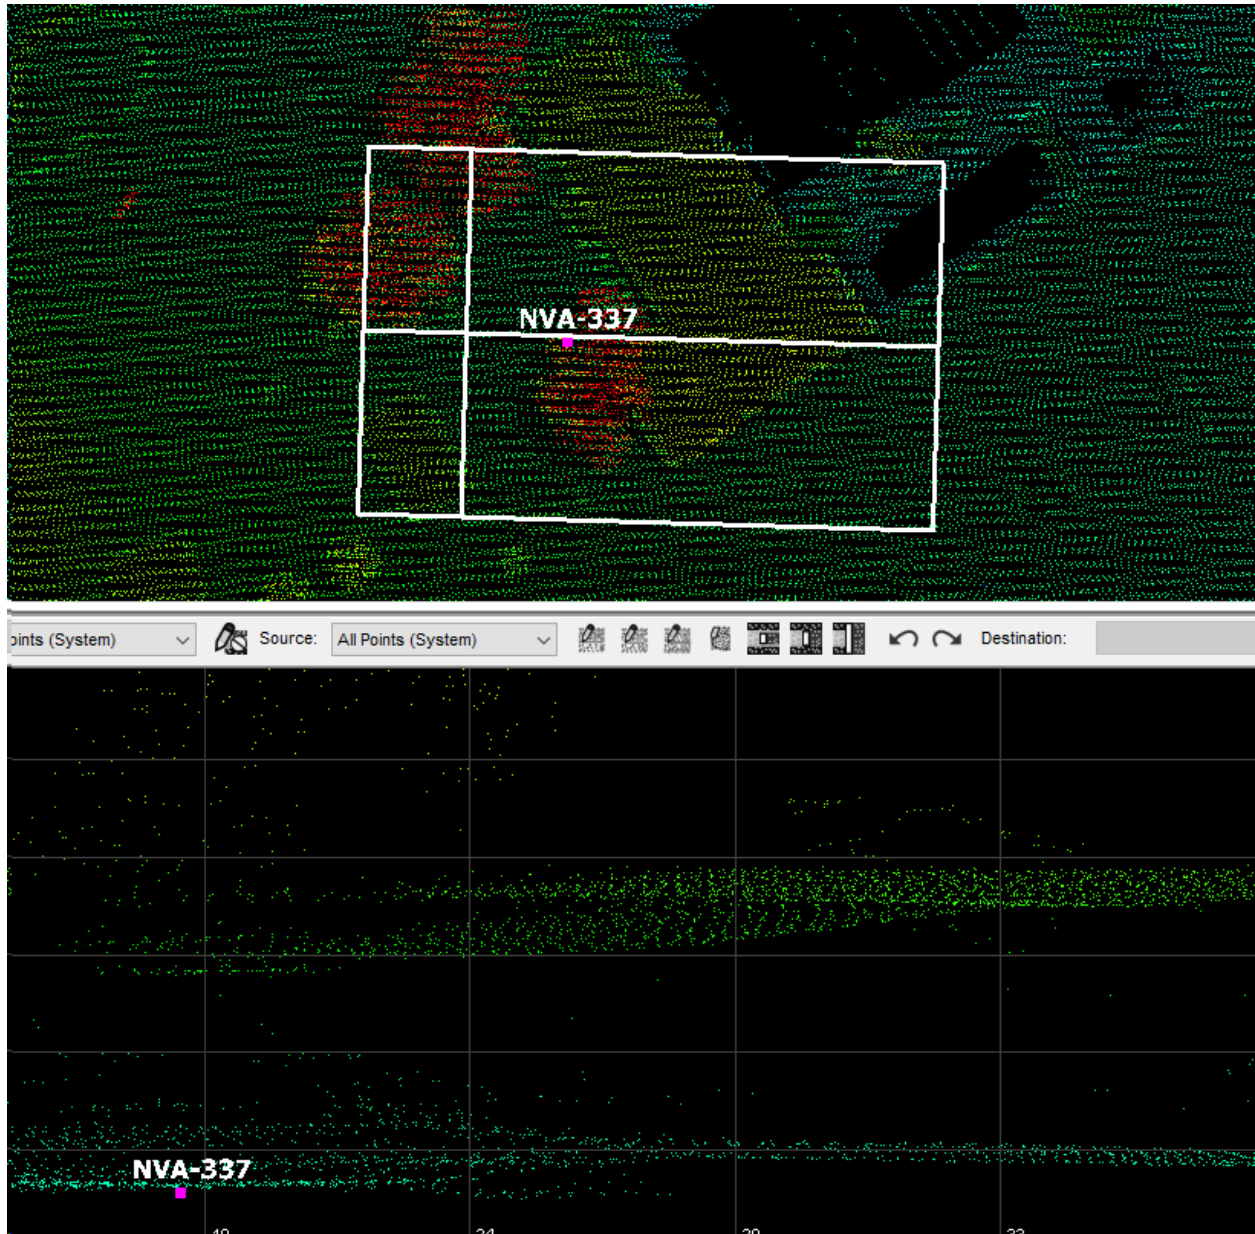 NVA-337
oints (System)
Source:
All Points (System)
Destination:
NVA-337